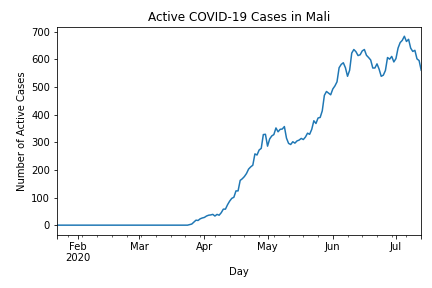 Active COVID-19 Cases in Mali
Number of Active Cases
700
600
500
400
300
200
100
0
Feb Mar Apr May Jun Jul
2020
Day